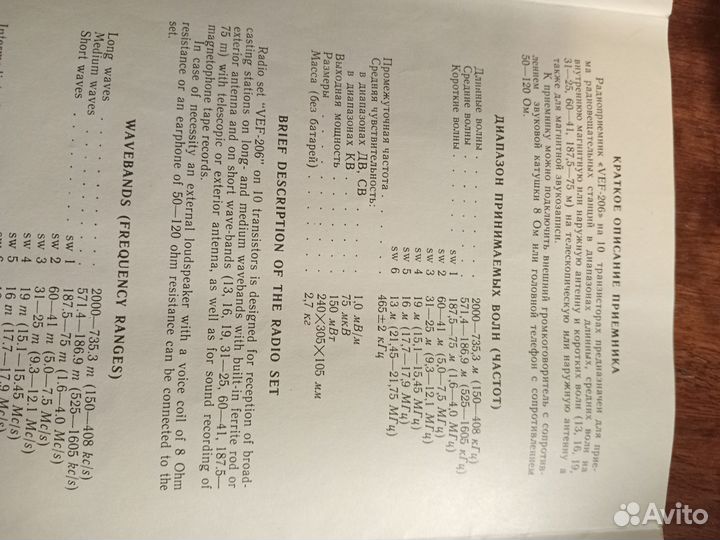 КРАТКОЕ ОПИСАНИЕ ПРИЕМНИКА
Радиоприемник «VEF-206» на 10 транзисторах предназначен для прие-
ма радиовещательных станций в диапазонах длинных, средних волн на
внутреннюю магнитную или наружную антенну и коротких волн (13, 16, 19,
31—25, 60—41, 187,5—75 м) на телескопическую или наружную антенну а
также для магнитной звукозаписи.
К приемнику можно подключить внешний громкоговоритель с сопротив-
лением звуковой катушки 8 Ом или головной телефон с сопротивлением
50—120 Ом.
ДИАПАЗОН ПРИНИМАЕМЫХ ВОЛН (ЧАСТОТ)
Длинные волны . . . . . 2000—735,3 м (150—408 кГц)
Средние волны . . . . . 571,4—186,9 м (525—1605 кГц)
Короткие волны . . . . sw 1 187,5—75 м (1,6—4,0 МГц)
sw 2 60—41 м (5,0—7,5 МГц)
sw 3 31—25 м (9,3—12,1 МГц)
sw 4 19 м (15,1—15,45 МГц)
sw 5 16 м (17,7—17,9 МГц)
sw 6 13 м (21,45—21,75 МГц)
Промежуточная частота . . . . . 465±2 кГц
Средняя чувствительность:
в диапазонах ДВ, СВ . . . . . 1,0 мВ/м
в диапазонах КВ . . . . . 75 мкВ
Выходная мощность . . . . . 150 мВт
Размеры . . . . . 240×305×105 мм
Масса (без батарей) . . . . . 2,7 кг
BRIEF DESCRIPTION OF THE RADIO SET
Radio set "VEF-206" on 10 transistors is designed for reception of broad-
casting stations on long- and medium wavebands with built-in ferrite rod or
exterior antenna and on short wave-bands (13, 16, 19, 31—25, 60—41, 187,5—
75 m) with telescopic or exterior antenna, as well as for sound recording of
magnetophone tape records.
In case of necessity an external loudspeaker with a voice coil of 8 Ohm
resistance or an earphone of 50—120 ohm resistance can be connected to the
set.
WAVEBANDS (FREQUENCY RANGES)
Long waves . . . . . 2000—735,3 m (150—408 kc/s)
Medium waves . . . . . 571,4—186,9 m (525—1605 kc/s)
Short waves . . . . . sw 1 187,5—75 m (1,6—4,0 Mc/s)
sw 2 60—41 m (5,0—7,5 Mc/s)
sw 3 31—25 m (9,3—12,1 Mc/s)
sw 4 19 m (15,1—15,45 Mc/s)
sw 5 16 m (17,7—17,9 Mc/s)
Avito